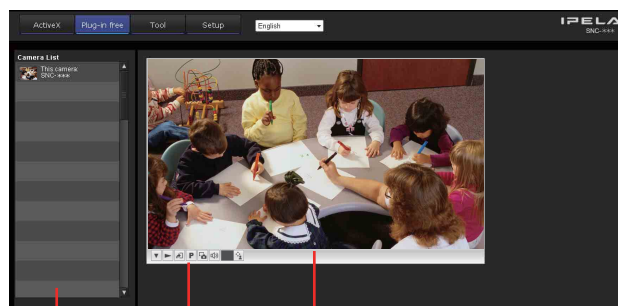 ActiveX Plug-in free Tool Setup English
IPELA
SNC-***
Camera List
This camera
SNC-***
P